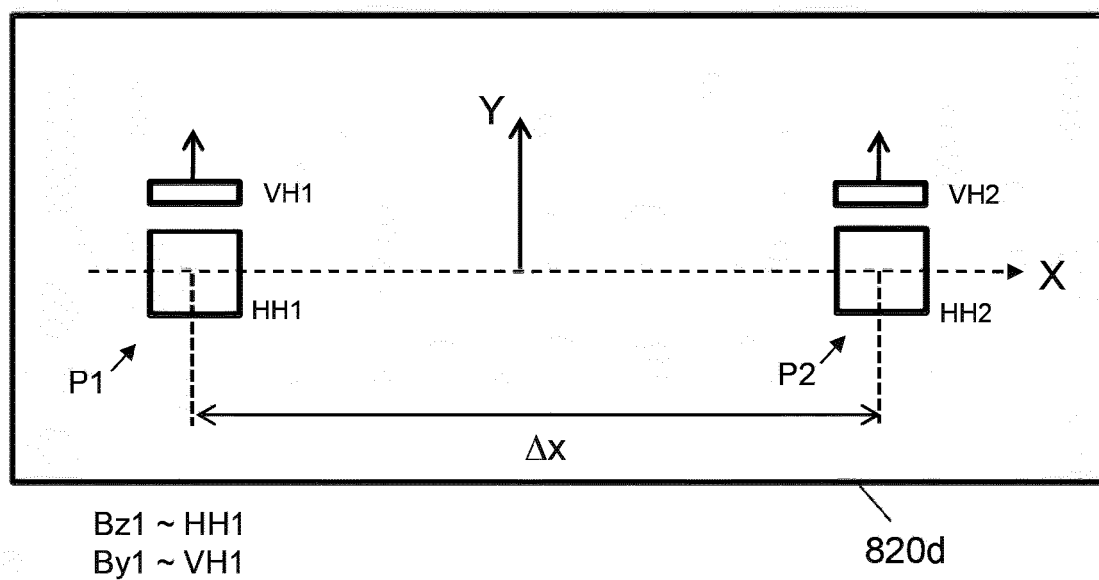 Y
VH1
VH2
X
HH1
HH2
P1
P2
Δx
Bz1 ~ HH1
By1 ~ VH1
820d